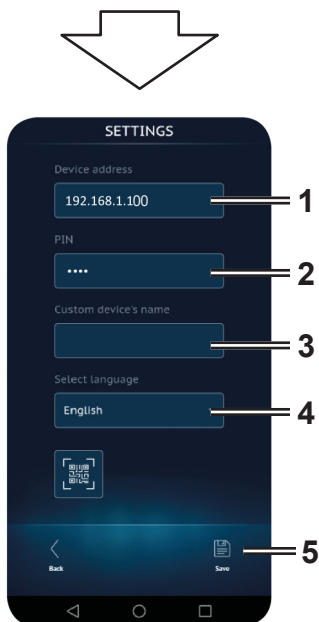 SETTINGS
Device address
192.168.1.100
1
PIN
••••
2
Custom device's name
3
Select language
English
4
Back
Save
5